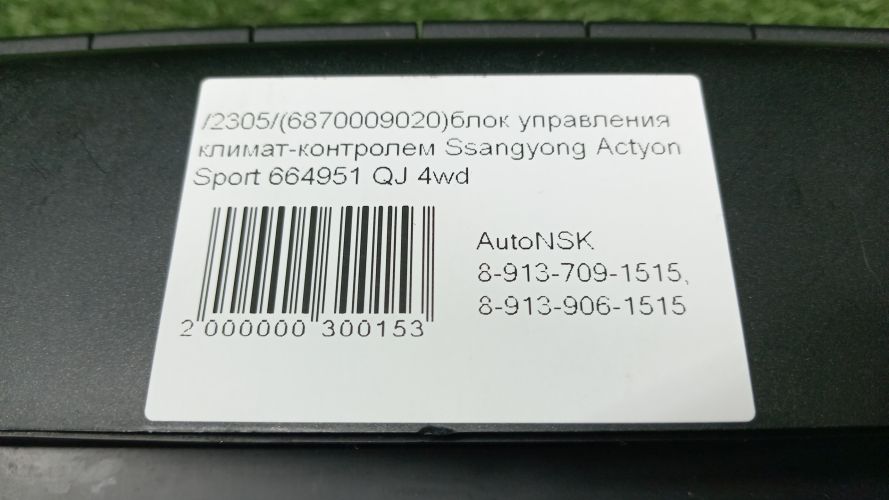 /2305/(6870009020)блок управления
климат-контролем Ssangyong Actyon
Sport 664951 QJ 4wd
AutoNSK
8-913-709-1515,
8-913-906-1515
2 000000 300153